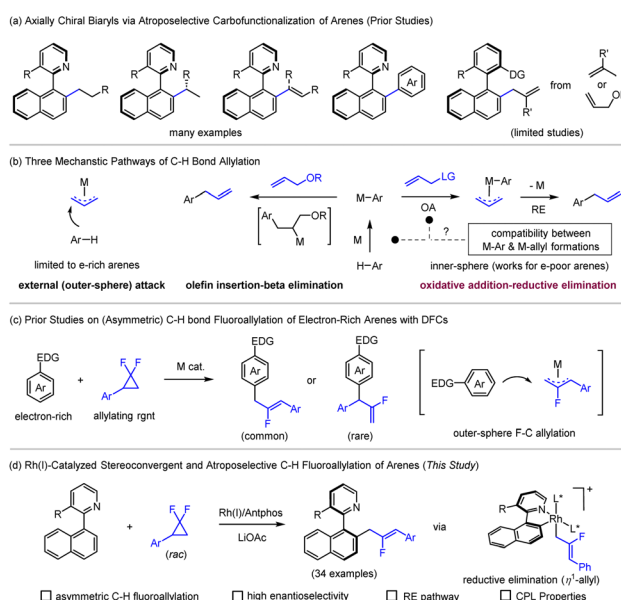 (a) Axially Chiral Biaryls via Atroposelective Carbofunctionalization of Arenes (Prior Studies)
R N R
R N R
R N R R
R N Ar
R DG R'
from
R'
or
OR
many examples
(limited studies)
(b) Three Mechanstic Pathways of C-H Bond Allylation
M
Ar–H
limited to e-rich arenes
external (outer-sphere) attack
Ar
OR
Ar OR
M
M–Ar
M
H–Ar
olefin insertion-beta elimination
LG
OA
?
M-Ar
- M
RE
Ar
compatibility between
M-Ar & M-allyl formations
inner-sphere (works for e-poor arenes)
oxidative addition-reductive elimination
(c) Prior Studies on (Asymmetric) C-H bond Fluoroallylation of Electron-Rich Arenes with DFCs
EDG
Ar
electron-rich
+
F F
Ar
allylating rgnt
M cat.
EDG
Ar
F
Ar
(common)
or
EDG
Ar
Ar
F
(rare)
EDG
Ar
M
Ar
F
outer-sphere F-C allylation
(d) Rh(I)-Catalyzed Stereoconvergent and Atroposelective C-H Fluoroallylation of Arenes (This Study)
R N
+
F F
Ar
(rac)
Rh(I)/Antphos
LiOAc
R N
Ar
F
(34 examples)
via
R N
L*
Rh
L*
F
Ph
+
reductive elimination (η1-allyl)
asymmetric C-H fluoroallylation
high enantioselectivity
RE pathway
CPL Properties